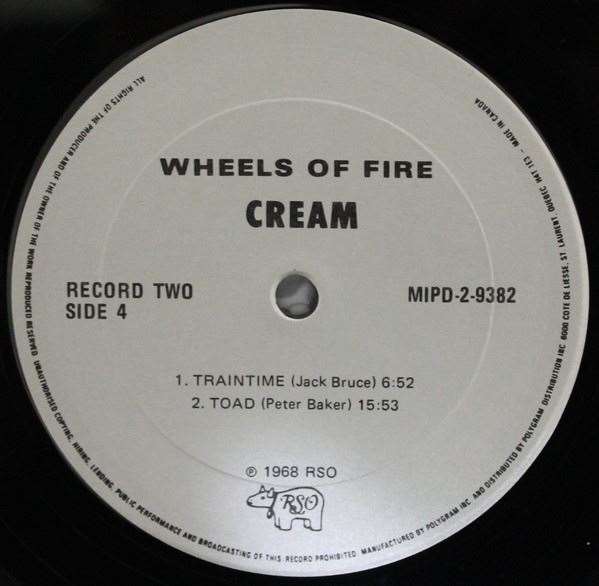 WHEELS OF FIRE
CREAM
RECORD TWO
SIDE 4
MIPD-2-9382
1. TRAINTIME (Jack Bruce) 6:52
2. TOAD (Peter Baker) 15:53
℗ 1968 RSO
RSO
ALL RIGHTS OF THE PRODUCER AND OF THE OWNER OF THE WORK REPRODUCED RESERVED. UNAUTHORISED COPYING, HIRING, LENDING, PUBLIC PERFORMANCE AND BROADCASTING OF THIS RECORD PROHIBITED. MANUFACTURED BY POLYGRAM INC. AND DISTRIBUTED BY POLYGRAM DISTRIBUTION INC. 6000 COTE DE LIESSE, ST. LAURENT, QUEBEC, H4T 1E3 – MADE IN CANADA